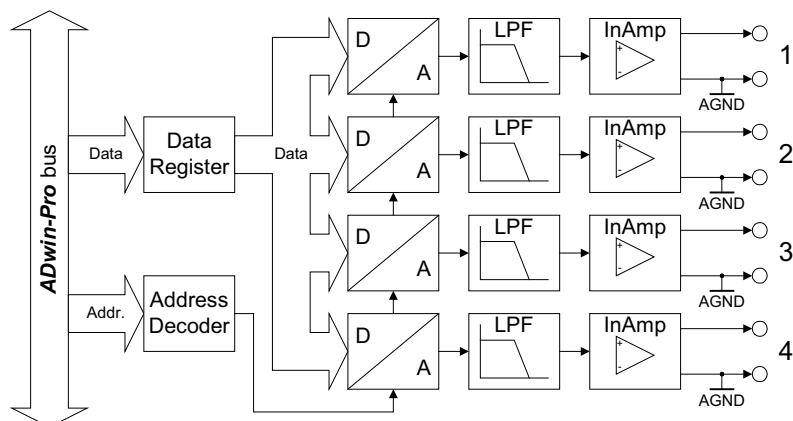 ADwin-Pro bus
Data
Data
Register
Data
Addr.
Address
Decoder
D
A
LPF
InAmp
+
-
AGND
1
D
A
LPF
InAmp
+
-
AGND
2
D
A
LPF
InAmp
+
-
AGND
3
D
A
LPF
InAmp
+
-
AGND
4